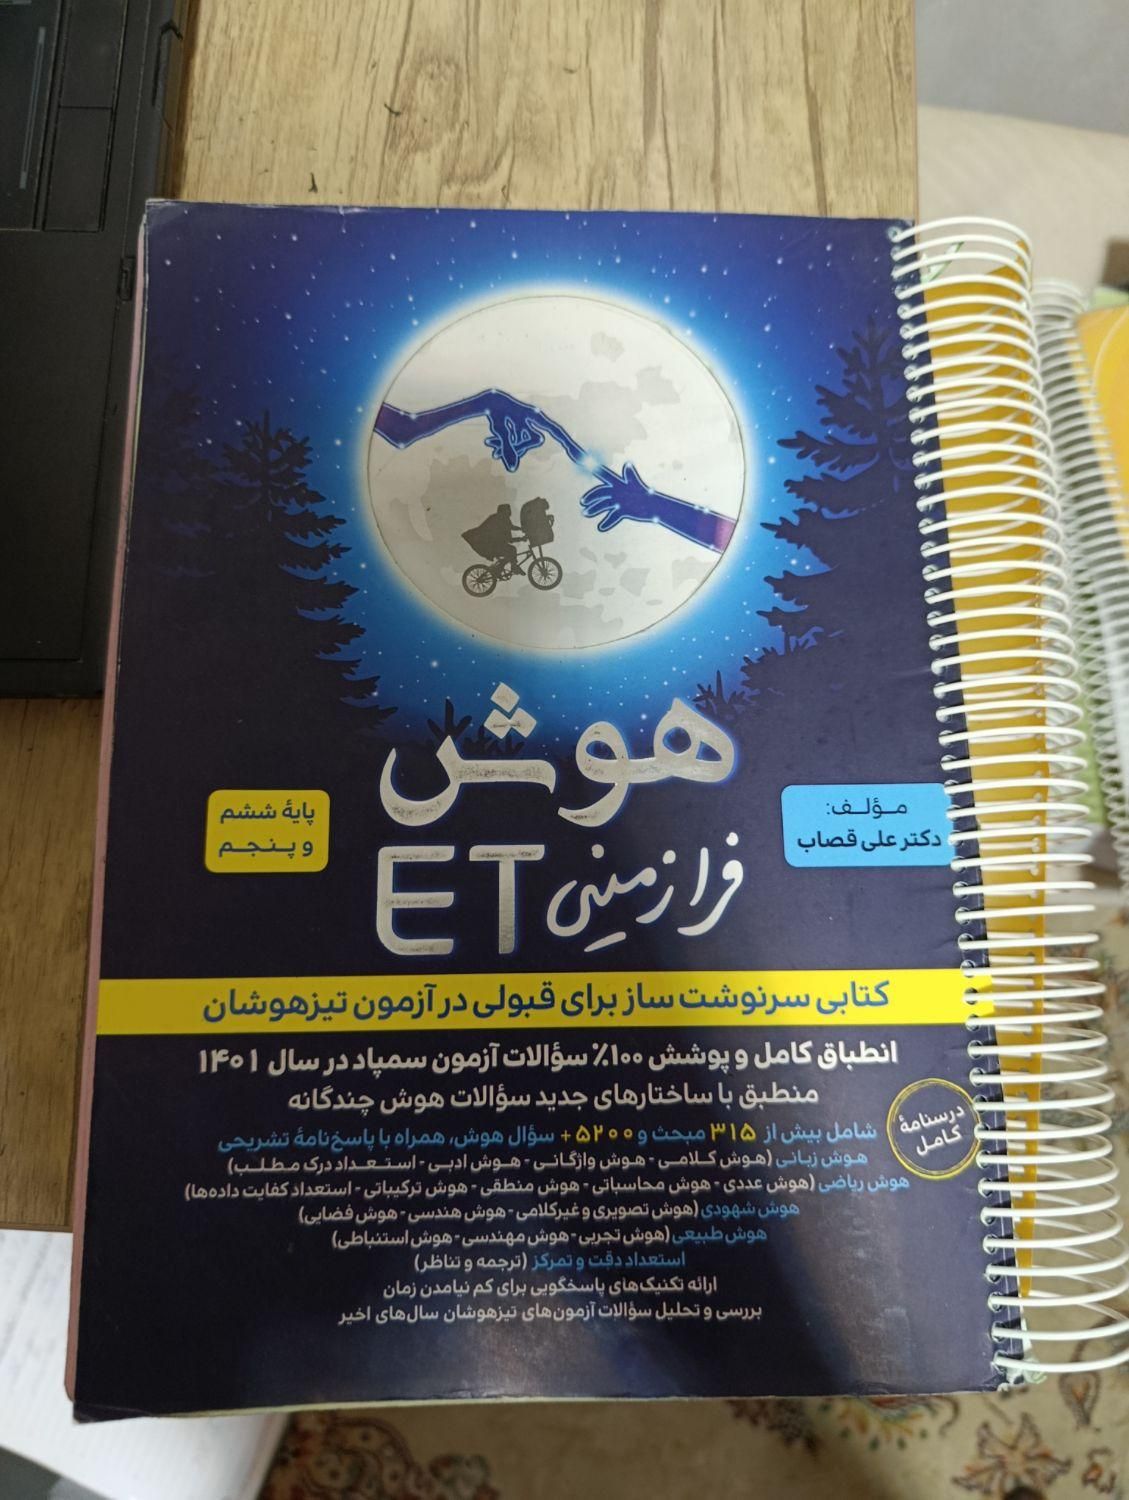 هوش
فرازمینی ET
پایۀ ششم
و پنجم
مؤلف:
دکتر علی قصاب
کتابی سرنوشت ساز برای قبولی در آزمون تیزهوشان
انطباق کامل و پوشش ۱۰۰٪ سؤالات آزمون سمپاد در سال ۱۴۰۱
منطبق با ساختارهای جدید سؤالات هوش چندگانه
درسنامۀ
کامل
شامل بیش از ۳۱۵ مبحث و ۵۲۰۰+ سؤال هوش، همراه با پاسخ‌نامۀ تشریحی
هوش زبانی (هوش کلامی - هوش واژگانی - هوش ادبی - استعداد درک مطلب)
هوش ریاضی (هوش عددی - هوش محاسباتی - هوش منطقی - هوش ترکیباتی - استعداد کفایت داده‌ها)
هوش شهودی (هوش تصویری و غیرکلامی - هوش هندسی - هوش فضایی)
هوش طبیعی (هوش تجربی - هوش مهندسی - هوش استنباطی)
استعداد دقت و تمرکز (ترجمه و تناظر)
ارائه تکنیک‌های پاسخگویی برای کم نیامدن زمان
بررسی و تحلیل سؤالات آزمون‌های تیزهوشان سال‌های اخیر